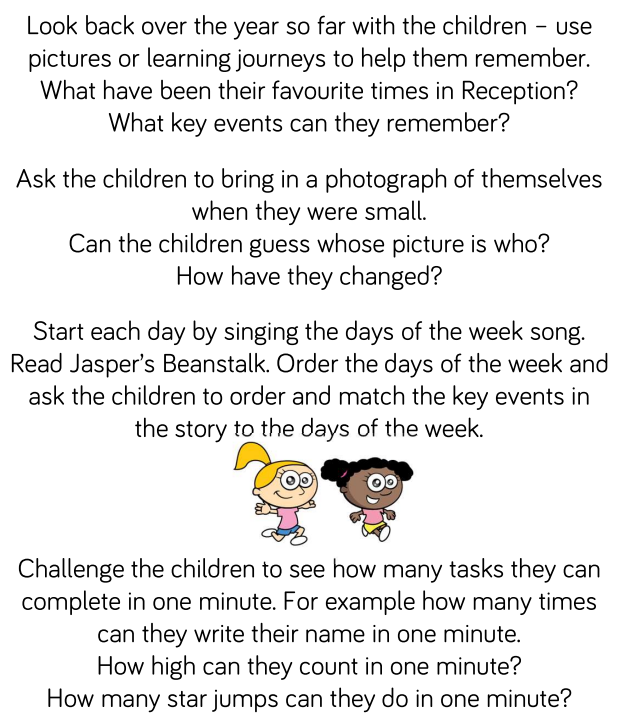 Look back over the year so far with the children – use
pictures or learning journeys to help them remember.
What have been their favourite times in Reception?
What key events can they remember?
Ask the children to bring in a photograph of themselves
when they were small.
Can the children guess whose picture is who?
How have they changed?
Start each day by singing the days of the week song.
Read Jasper’s Beanstalk. Order the days of the week and
ask the children to order and match the key events in
the story to the days of the week.
Challenge the children to see how many tasks they can
complete in one minute. For example how many times
can they write their name in one minute.
How high can they count in one minute?
How many star jumps can they do in one minute?